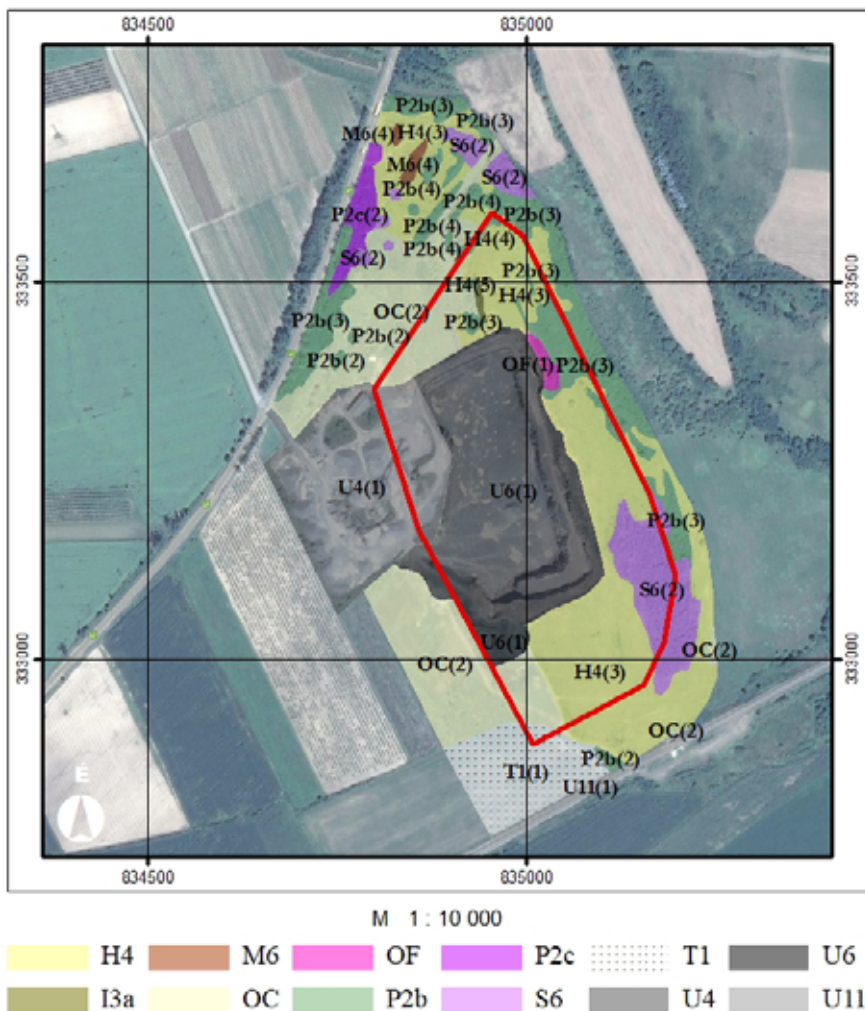 834500 835000
P2b(3)
P2b(3)
M6(4) H4(3)
S6(2)
M6(4) S6(2)
P2b(4)
P2b(4)
P2c(2) P2b(3)
P2b(4)
H4(4)
P2b(4)
S6(2)
P2b(3)
333500 333500
H4(3)
H4(3)
OC(2)
P2b(3) P2b(3)
P2b(2)
P2b(2) OF(1) P2b(3)
U4(1) U6(1)
P2b(3)
S6(2)
U6(1)
OC(2)
333000 333000
OC(2)
H4(3)
OC(2)
P2b(2)
T1(1)
U11(1)
É
834500 835000
M 1 : 10 000
H4 M6 OF P2c T1 U6
I3a OC P2b S6 U4 U11